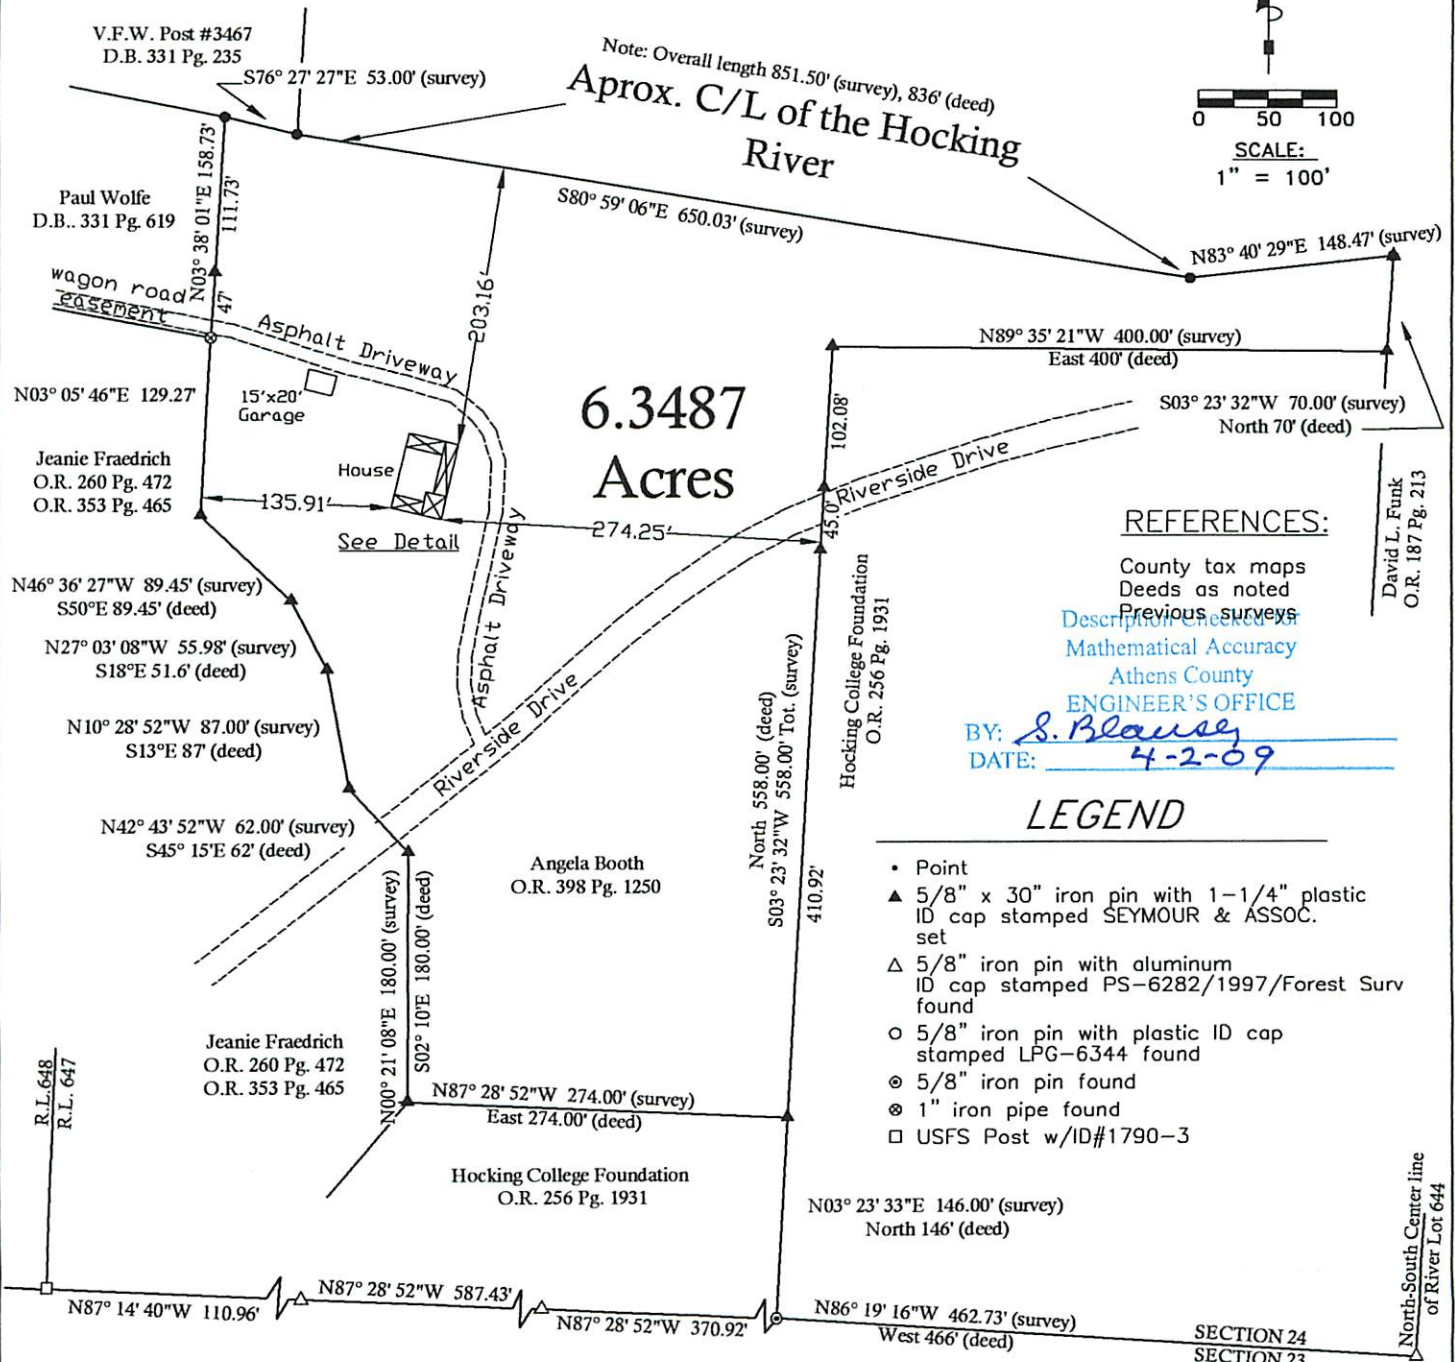 V.F.W. Post #3467
D.B. 331 Pg. 235
S76° 27' 27"E 53.00' (survey)
Note: Overall length 851.50' (survey), 836' (deed)
Aprox. C/L of the Hocking
River
0 50 100
SCALE:
1" = 100'
Paul Wolfe
D.B.. 331 Pg. 619
N03° 38' 01"E 158.73'
111.73'
47'
S80° 59' 06"E 650.03' (survey)
N83° 40' 29"E 148.47' (survey)
wagon road
easement
Asphalt Driveway
203.16'
N89° 35' 21"W 400.00' (survey)
East 400' (deed)
N03° 05' 46"E 129.27'
15'x20'
Garage
6.3487
Acres
102.08'
S03° 23' 32"W 70.00' (survey)
North 70' (deed)
Jeanie Fraedrich
O.R. 260 Pg. 472
O.R. 353 Pg. 465
House
135.91'
See Detail
274.25'
45.0'
Riverside Drive
David L. Funk
O.R. 187 Pg. 213
REFERENCES:
County tax maps
Deeds as noted
Previous surveys
Description Checked for
Mathematical Accuracy
Athens County
ENGINEER'S OFFICE
BY: S. Blausey
DATE: 4-2-09
N46° 36' 27"W 89.45' (survey)
S50°E 89.45' (deed)
N27° 03' 08"W 55.98' (survey)
S18°E 51.6' (deed)
N10° 28' 52"W 87.00' (survey)
S13°E 87' (deed)
Asphalt Driveway
Riverside Drive
North 558.00' (deed)
S03° 23' 32"W 558.00' Tot. (survey)
410.92'
Hocking College Foundation
O.R. 256 Pg. 1931
N42° 43' 52"W 62.00' (survey)
S45° 15'E 62' (deed)
Angela Booth
O.R. 398 Pg. 1250
N00° 21' 08"E 180.00' (survey)
S02° 10'E 180.00' (deed)
LEGEND
• Point
▲ 5/8" x 30" iron pin with 1-1/4" plastic
ID cap stamped SEYMOUR & ASSOC.
set
△ 5/8" iron pin with aluminum
ID cap stamped PS-6282/1997/Forest Surv
found
○ 5/8" iron pin with plastic ID cap
stamped LPG-6344 found
⊙ 5/8" iron pin found
⊗ 1" iron pipe found
□ USFS Post w/ID#1790-3
Jeanie Fraedrich
O.R. 260 Pg. 472
O.R. 353 Pg. 465
R.L.648
R.L. 647
N87° 28' 52"W 274.00' (survey)
East 274.00' (deed)
Hocking College Foundation
O.R. 256 Pg. 1931
N03° 23' 33"E 146.00' (survey)
North 146' (deed)
North-South Center line
of River Lot 644
N87° 14' 40"W 110.96'
N87° 28' 52"W 587.43'
N87° 28' 52"W 370.92'
N86° 19' 16"W 462.73' (survey)
West 466' (deed)
SECTION 24
SECTION 23